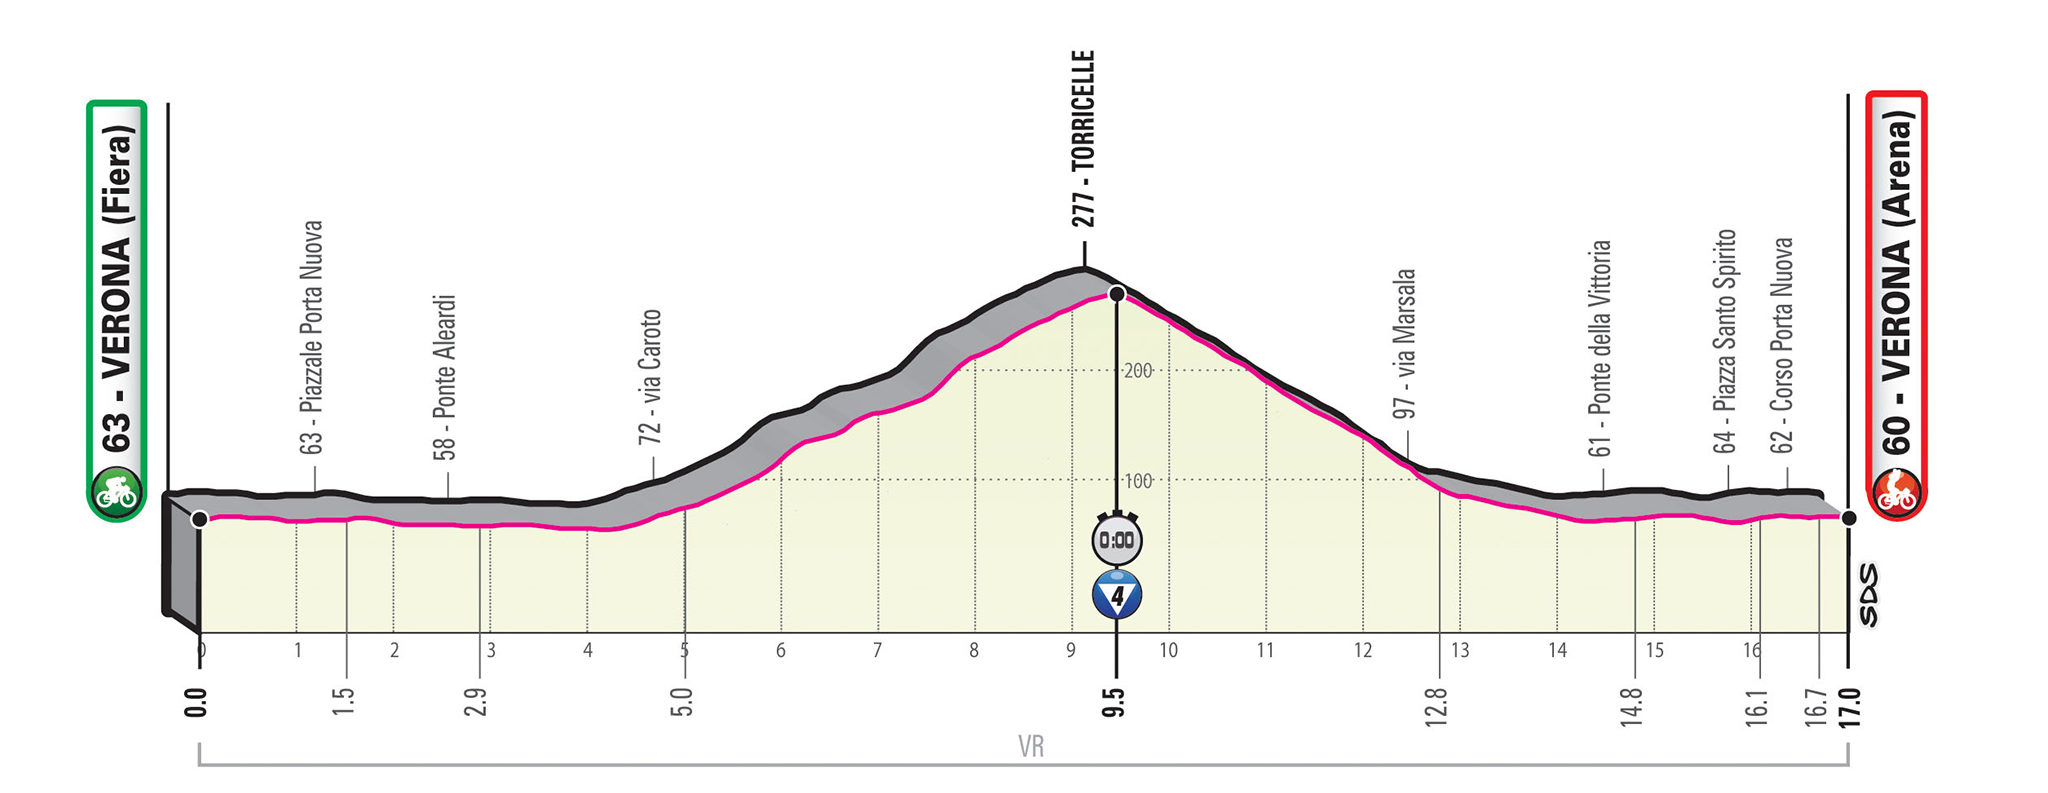 63 - VERONA (Fiera)
63 - Piazzale Porta Nuova
58 - Ponte Aleardi
72 - via Caroto
277 - TORRICELLE
97 - via Marsala
61 - Ponte della Vittoria
64 - Piazza Santo Spirito
62 - Corso Porta Nuova
60 - VERONA (Arena)
200
100
0:00
4
SDS
0 1 2 3 4 5 6 7 8 9 10 11 12 13 14 15 16
0.0 1.5 2.9 5.0 9.5 12.8 14.8 16.1 16.7 17.0
VR